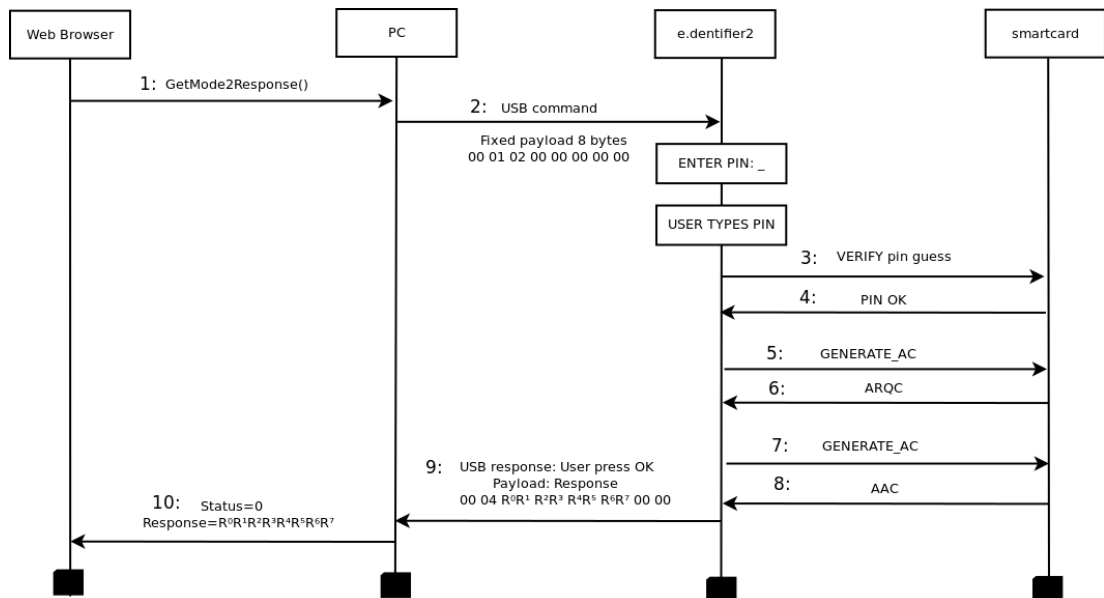 Web Browser
PC
e.dentifier2
smartcard
1: GetMode2Response()
2: USB command
Fixed payload 8 bytes
00 01 02 00 00 00 00 00
ENTER PIN: _
USER TYPES PIN
3: VERIFY pin guess
4: PIN OK
5: GENERATE_AC
6: ARQC
7: GENERATE_AC
8: AAC
9: USB response: User press OK
Payload: Response
00 04 R⁰R¹ R²R³ R⁴R⁵ R⁶R⁷ 00 00
10: Status=0
Response=R⁰R¹R²R³R⁴R⁵R⁶R⁷